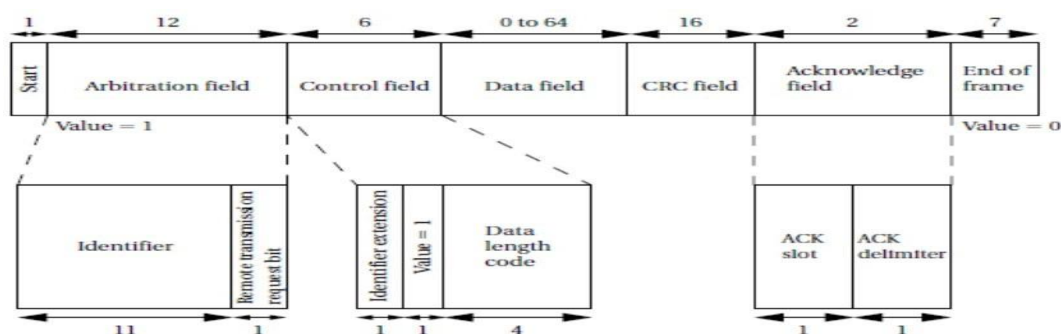 1 12 6 0 to 64 16 2 7
Start
Arbitration field
Control field
Data field
CRC field
Acknowledge
field
End of
frame
Value = 1
Value = 0
Identifier
Remote transmission
request bit
Identifier extension
Value = 1
Data
length
code
ACK
slot
ACK
delimiter
11 1 1 1 4 1 1